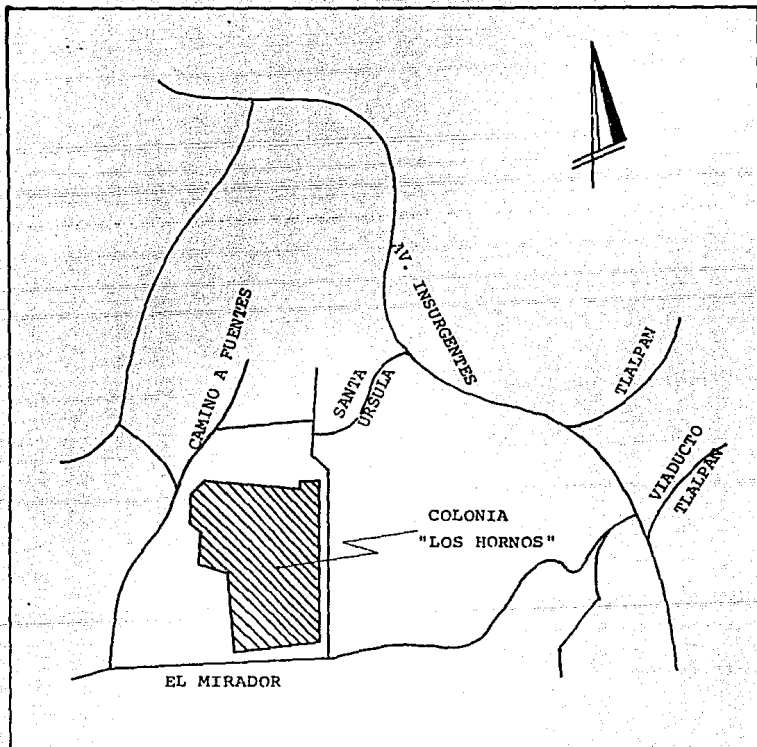 AV. INSURGENTES
CAMINO A FUENTES
SANTA
URSULA
TLALPAN
VIADUCTO
TLALPAN
COLONIA
"LOS HORNOS"
EL MIRADOR